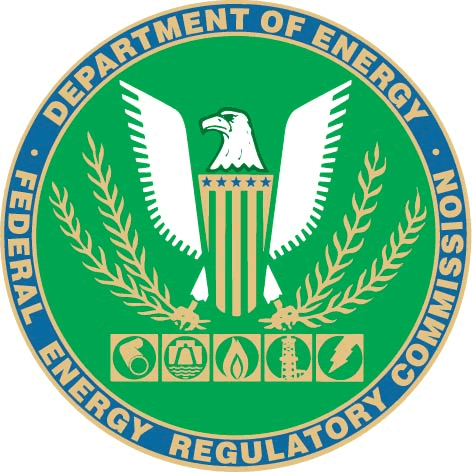 · DEPARTMENT OF ENERGY ·
FEDERAL ENERGY REGULATORY COMMISSION